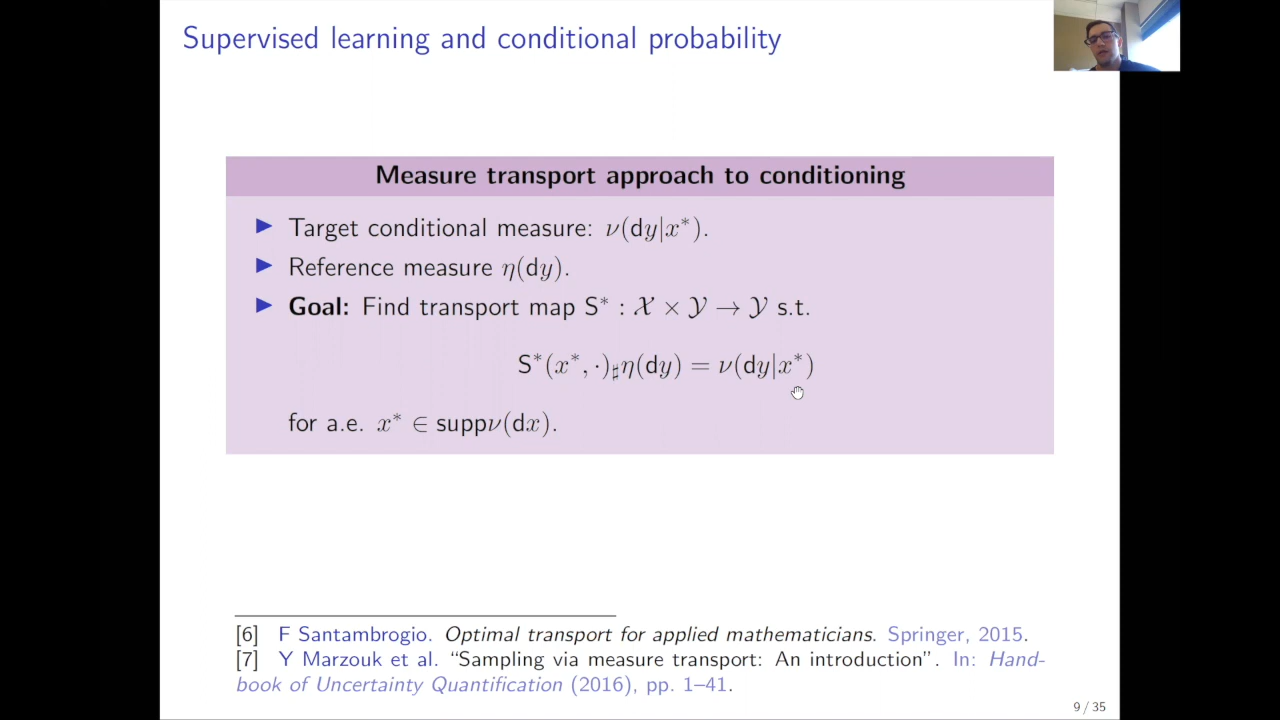 Supervised learning and conditional probability
Measure transport approach to conditioning
▶ Target conditional measure: ν(dy|x*).
▶ Reference measure η(dy).
▶ Goal: Find transport map S* : 𝒳 × 𝒴 → 𝒴 s.t.
S*(x*, ·)♯η(dy) = ν(dy|x*)
for a.e. x* ∈ suppν(dx).
[6] F Santambrogio. Optimal transport for applied mathematicians. Springer, 2015.
[7] Y Marzouk et al. “Sampling via measure transport: An introduction”. In: Hand-
book of Uncertainty Quantification (2016), pp. 1–41.
9 / 35